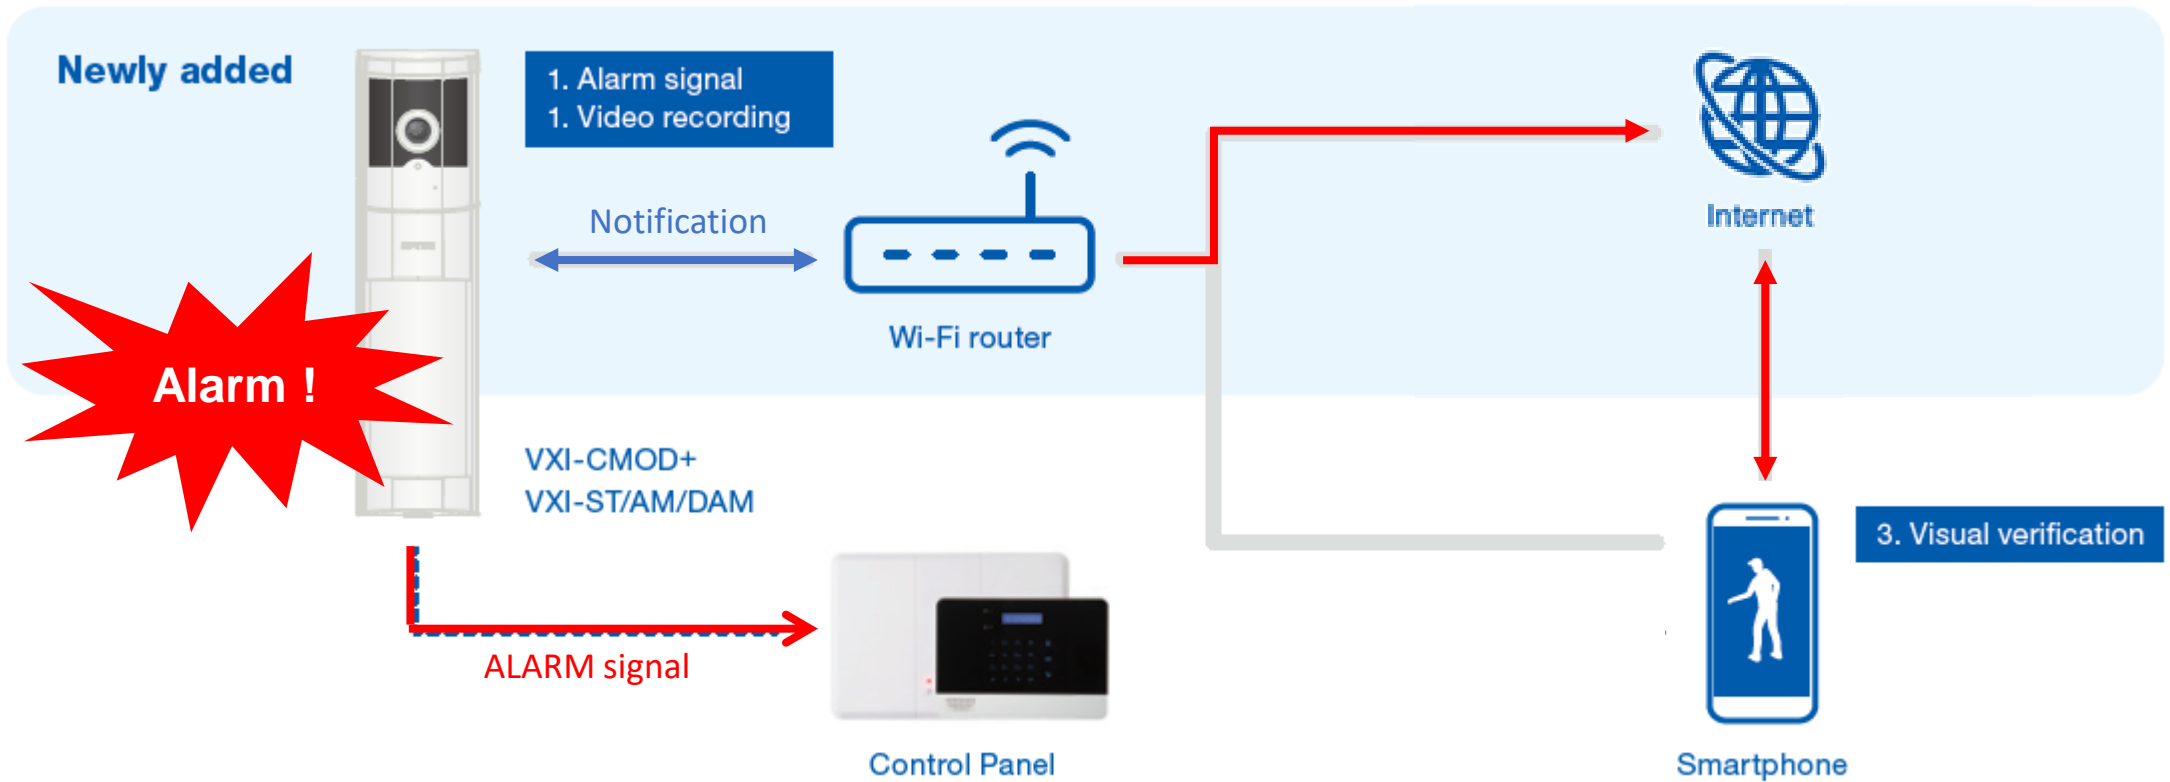 Newly added
1. Alarm signal
1. Video recording
Notification
Internet
Wi-Fi router
Alarm !
VXI-CMOD+
VXI-ST/AM/DAM
3. Visual verification
ALARM signal
Control Panel
Smartphone